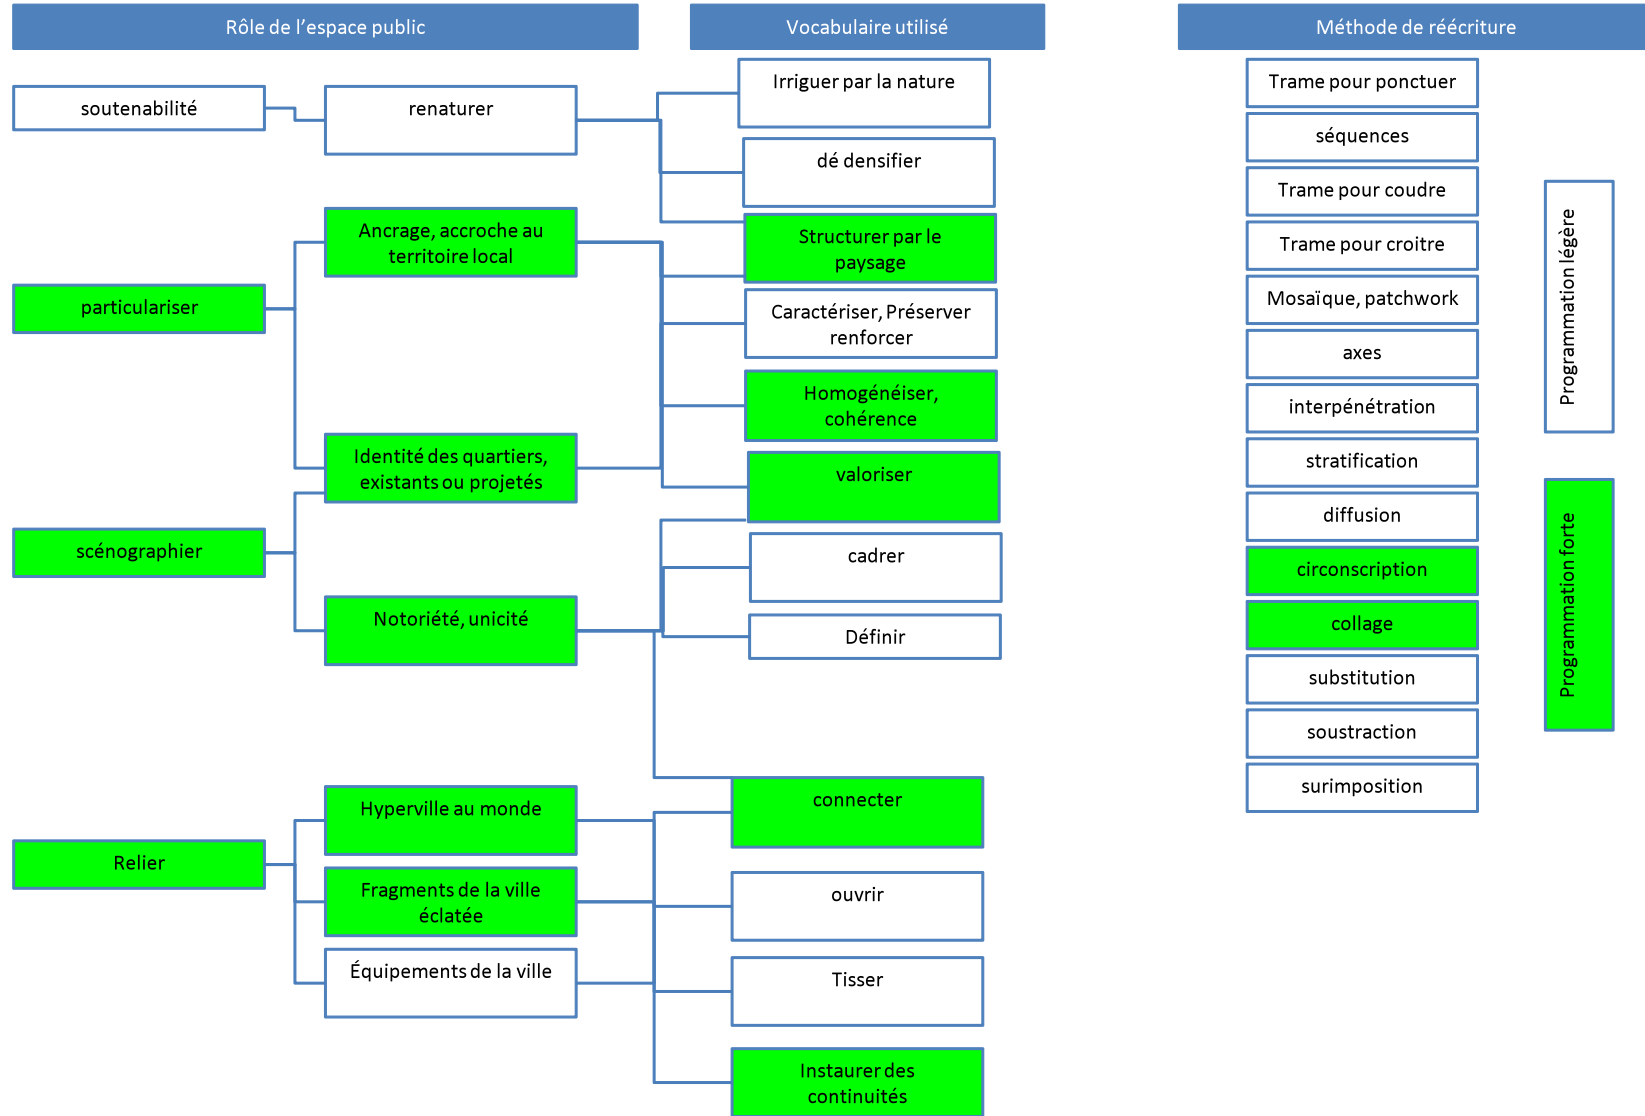 Rôle de l'espace public
Vocabulaire utilisé
Méthode de réécriture
soutenabilité
particulariser
scénographier
Relier
renaturer
Ancrage, accroche au
territoire local
Identité des quartiers,
existants ou projetés
Notoriété, unicité
Hyperville au monde
Fragments de la ville
éclatée
Équipements de la ville
Irriguer par la nature
dé densifier
Structurer par le
paysage
Caractériser, Préserver
renforcer
Homogénéiser,
cohérence
valoriser
cadrer
Définir
connecter
ouvrir
Tisser
Instaurer des
continuités
Trame pour ponctuer
séquences
Trame pour coudre
Trame pour croitre
Mosaïque, patchwork
axes
interpénétration
stratification
diffusion
circonscription
collage
substitution
soustraction
surimposition
Programmation légère
Programmation forte